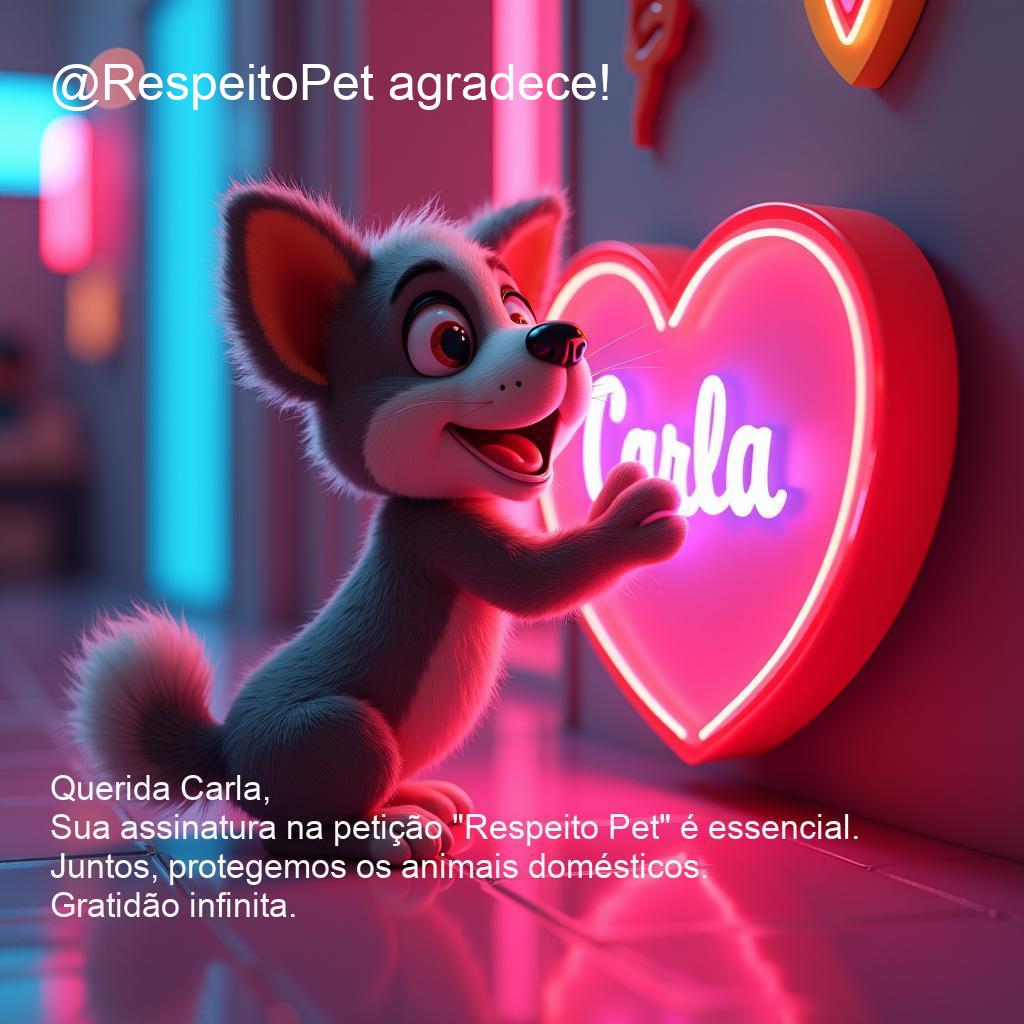 @RespeitoPet agradece!
Carla
Querida Carla,
Sua assinatura na petição "Respeito Pet" é essencial.
Juntos, protegemos os animais domésticos.
Gratidão infinita.